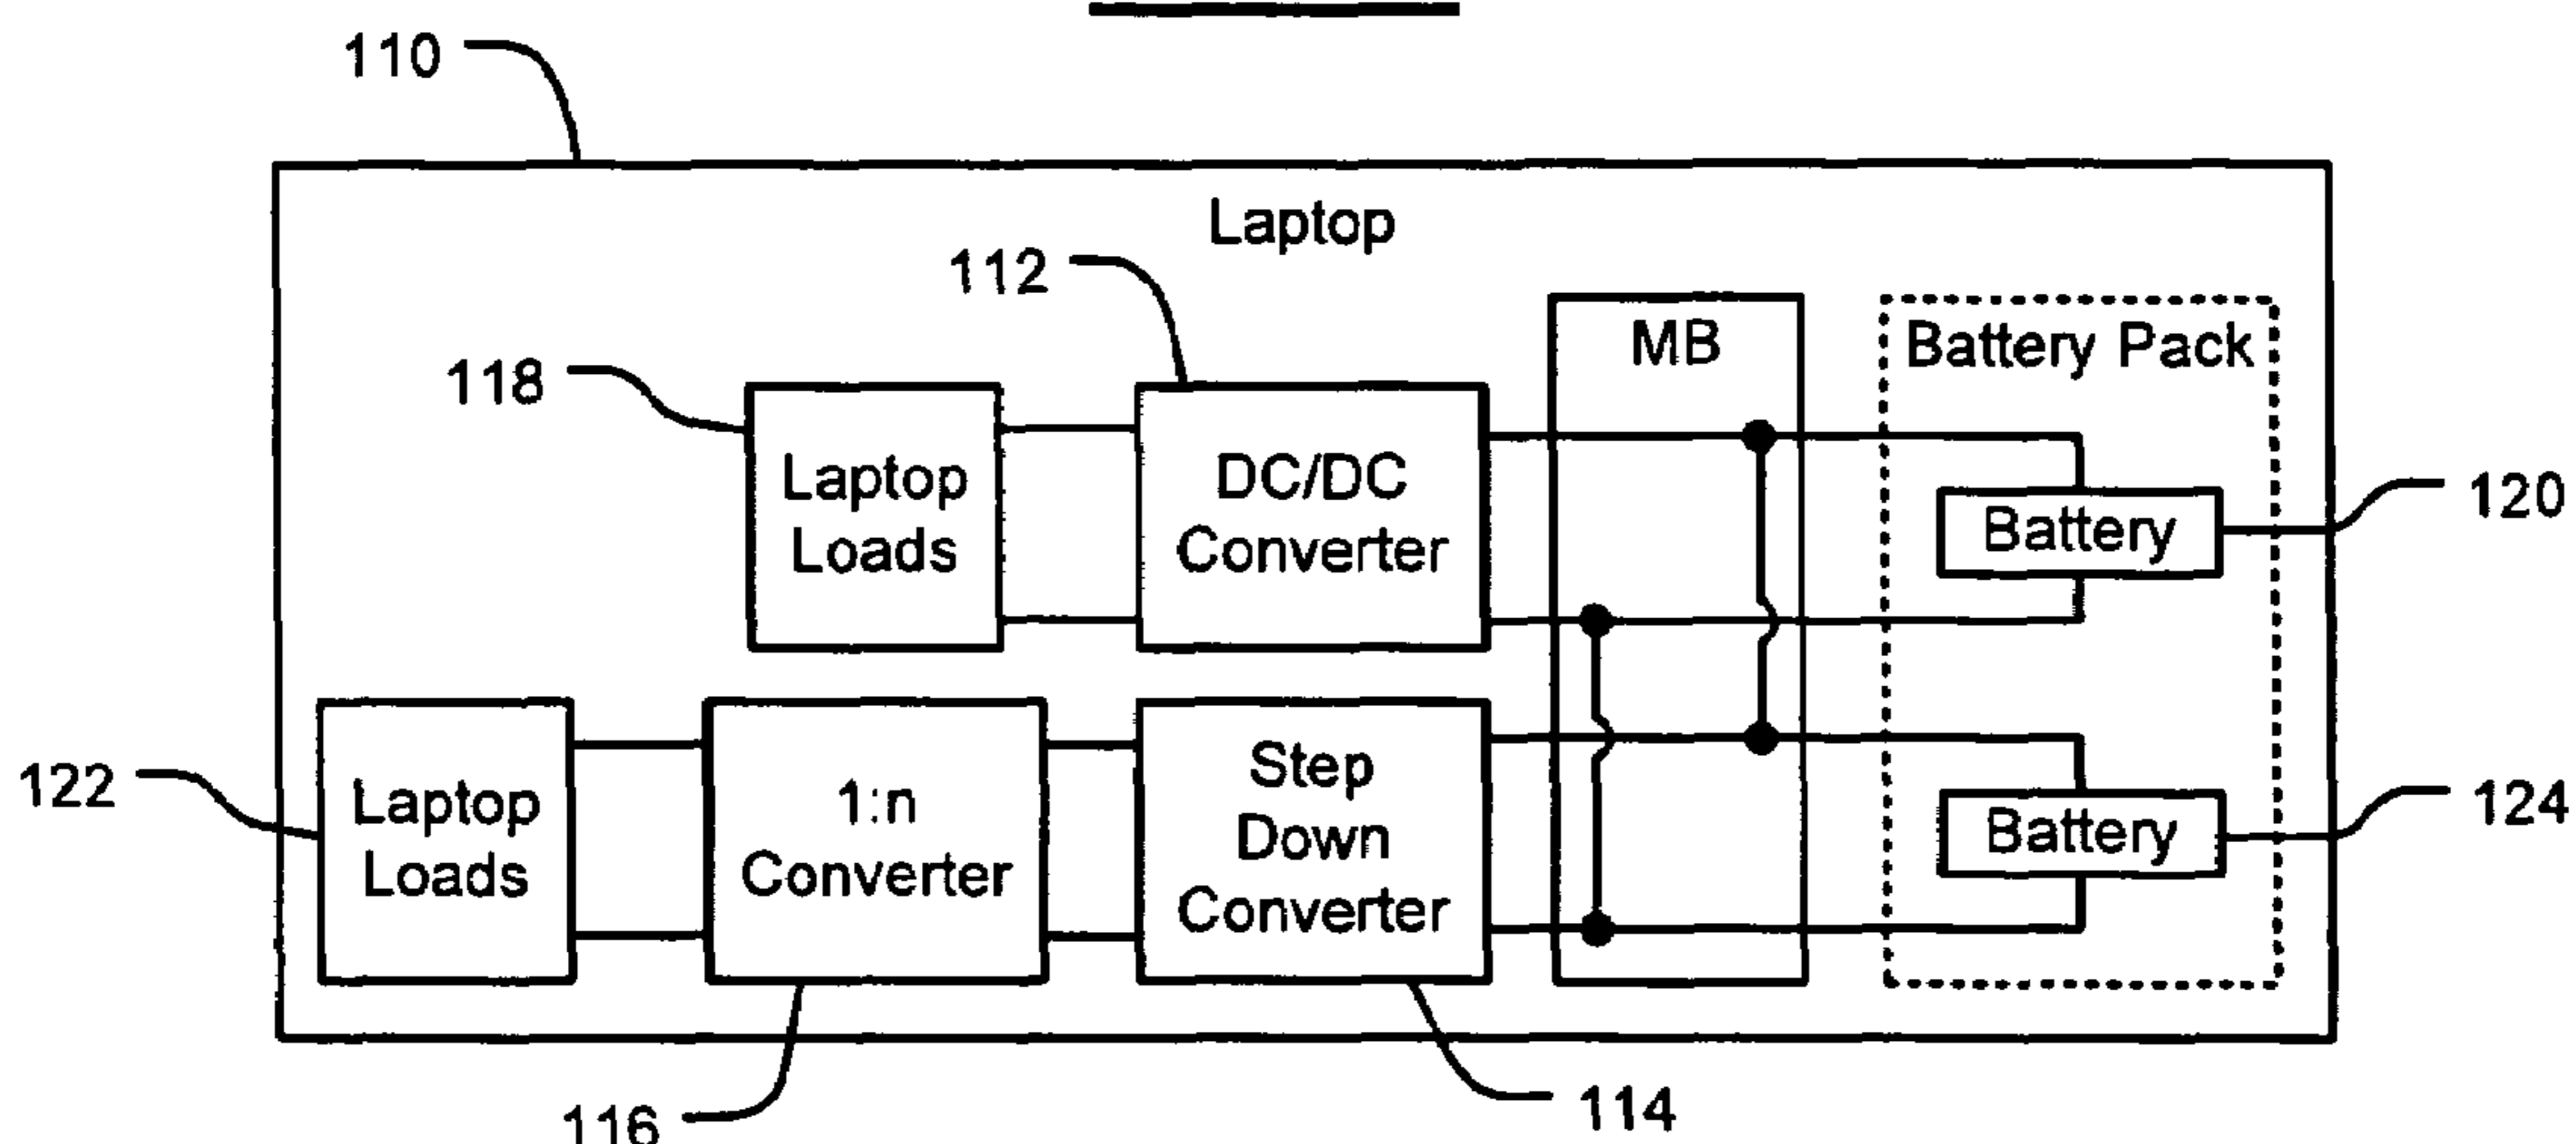 110
Laptop
112
MB
Battery Pack
118
Laptop
Loads
DC/DC
Converter
Battery
120
122
Laptop
Loads
1:n
Converter
Step
Down
Converter
Battery
124
116
114